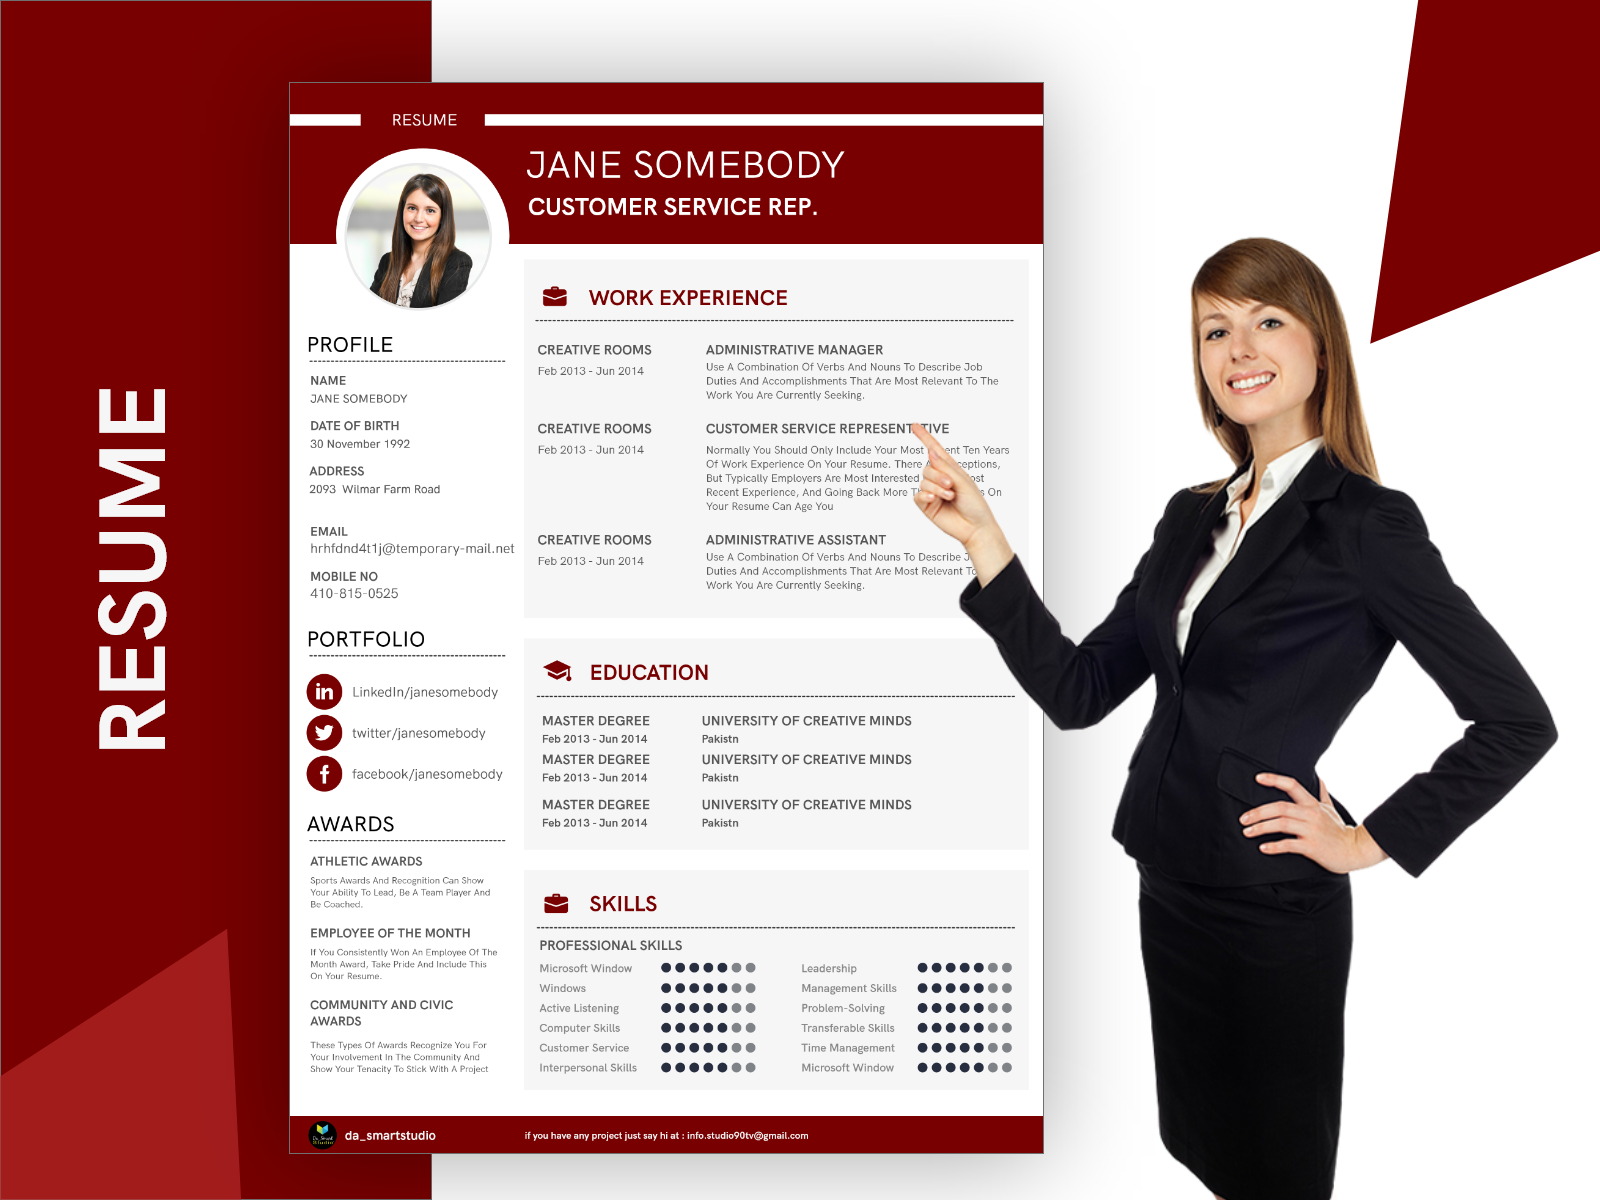 RESUME
RESUME
JANE SOMEBODY
CUSTOMER SERVICE REP.
PROFILE
NAME
JANE SOMEBODY
DATE OF BIRTH
30 November 1992
ADDRESS
2093 Wilmar Farm Road
EMAIL
hrhfdnd4t1j@temporary-mail.net
MOBILE NO
410-815-0525
PORTFOLIO
in
LinkedIn/janesomebody
twitter/janesomebody
f
facebook/janesomebody
AWARDS
ATHLETIC AWARDS
Sports Awards And Recognition Can Show
Your Ability To Lead, Be A Team Player And
Be Coached.
EMPLOYEE OF THE MONTH
If You Consistently Won An Employee Of The
Month Award, Take Pride And Include This
On Your Resume.
COMMUNITY AND CIVIC
AWARDS
These Types Of Awards Recognize You For
Your Involvement In The Community And
Show Your Tenacity To Stick With A Project
WORK EXPERIENCE
CREATIVE ROOMS
Feb 2013 - Jun 2014
ADMINISTRATIVE MANAGER
Use A Combination Of Verbs And Nouns To Describe Job
Duties And Accomplishments That Are Most Relevant To The
Work You Are Currently Seeking.
CREATIVE ROOMS
Feb 2013 - Jun 2014
CUSTOMER SERVICE REPRESENTATIVE
Normally You Should Only Include Your Most Ten Years
Of Work Experience On Your Resume. There
But Typically Employers Are Most Interested
Recent Experience, And Going Back More On
Your Resume Can Age You
CREATIVE ROOMS
Feb 2013 - Jun 2014
ADMINISTRATIVE ASSISTANT
Use A Combination Of Verbs And Nouns To Describe
Duties And Accomplishments That Are Most Relevant
Work You Are Currently Seeking.
EDUCATION
MASTER DEGREE
Feb 2013 - Jun 2014
UNIVERSITY OF CREATIVE MINDS
Pakistn
MASTER DEGREE
Feb 2013 - Jun 2014
UNIVERSITY OF CREATIVE MINDS
Pakistn
MASTER DEGREE
Feb 2013 - Jun 2014
UNIVERSITY OF CREATIVE MINDS
Pakistn
SKILLS
PROFESSIONAL SKILLS
Microsoft Window
Windows
Active Listening
Computer Skills
Customer Service
Interpersonal Skills
Leadership
Management Skills
Problem-Solving
Transferable Skills
Time Management
Microsoft Window
da_smartstudio
if you have any project just say hi at : info.studio90tv@gmail.com